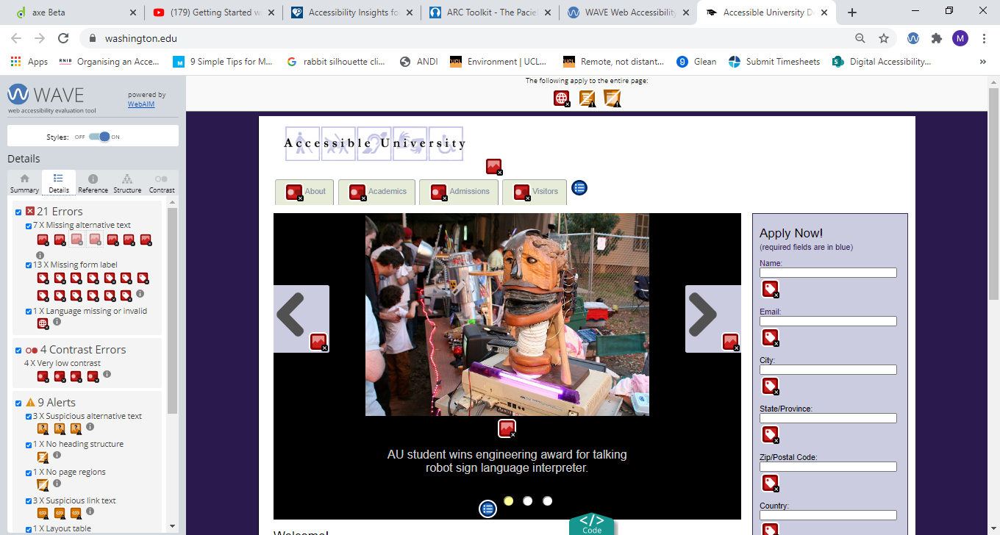 axe Beta
(179) Getting Started w
Accessibility Insights fo
ARC Toolkit - The Paciel
WAVE Web Accessibility
Accessible University De
washington.edu
M
Apps
RNIB Organising an Acce...
M 9 Simple Tips for M...
G rabbit silhouette cli...
ANDI
UCL Environment | UCL...
UCL Remote, not distant...
9 Glean
Submit Timesheets
S Digital Accessibility...
»
WAVE
web accessibility evaluation tool
powered by
WebAIM
Styles: OFF ON
Details
Summary Details Reference Structure Contrast
21 Errors
7 X Missing alternative text
13 X Missing form label
1 X Language missing or invalid
4 Contrast Errors
4 X Very low contrast
9 Alerts
3 X Suspicious alternative text
1 X No heading structure
1 X No page regions
3 X Suspicious link text
1 X Layout table
The following apply to the entire page:
Accessible University
About
Academics
Admissions
Visitors
AU student wins engineering award for talking
robot sign language interpreter.
</>
Code
Welcome!
Apply Now!
(required fields are in blue)
Name:
Email:
City:
State/Province:
Zip/Postal Code:
Country: